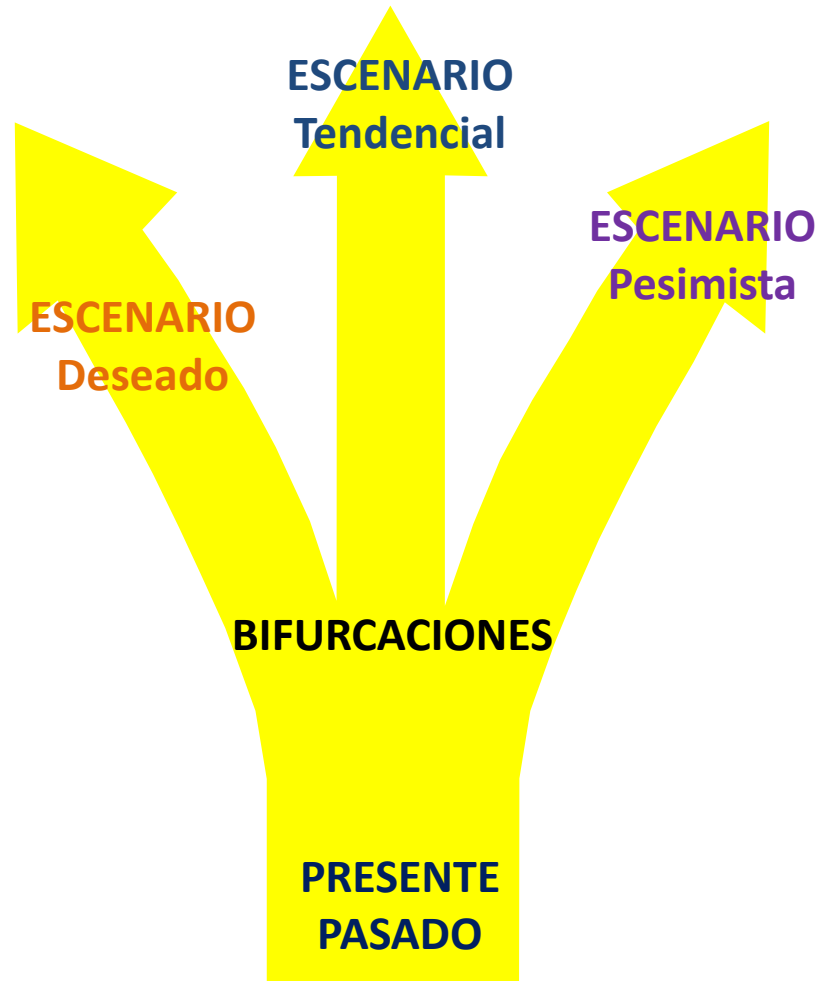 ESCENARIO
Tendencial
ESCENARIO
Pesimista
ESCENARIO
Deseado
BIFURCACIONES
PRESENTE
PASADO